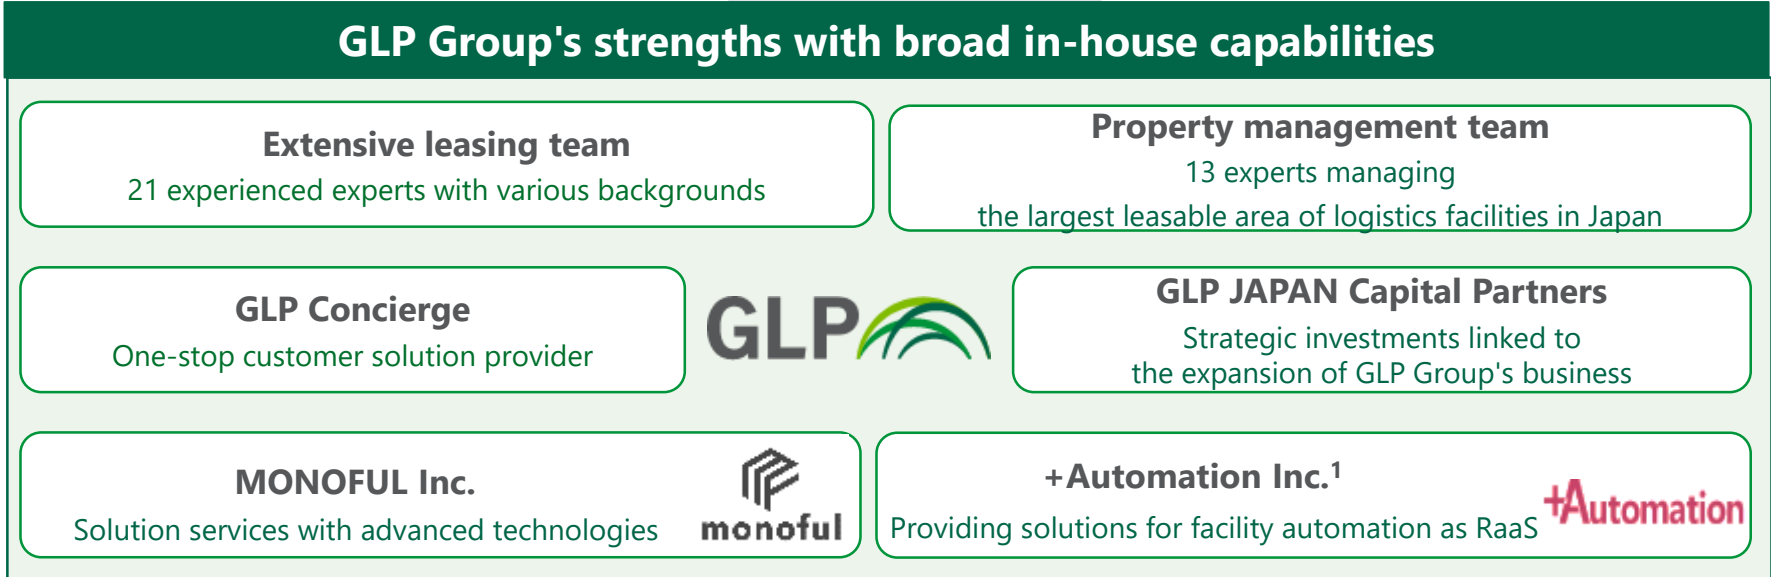 GLP Group's strengths with broad in-house capabilities
Extensive leasing team
21 experienced experts with various backgrounds
Property management team
13 experts managing
the largest leasable area of logistics facilities in Japan
GLP Concierge
One-stop customer solution provider
GLP
GLP JAPAN Capital Partners
Strategic investments linked to
the expansion of GLP Group's business
MONOFUL Inc.
Solution services with advanced technologies
monoful
+Automation Inc.¹
Providing solutions for facility automation as RaaS
+Automation